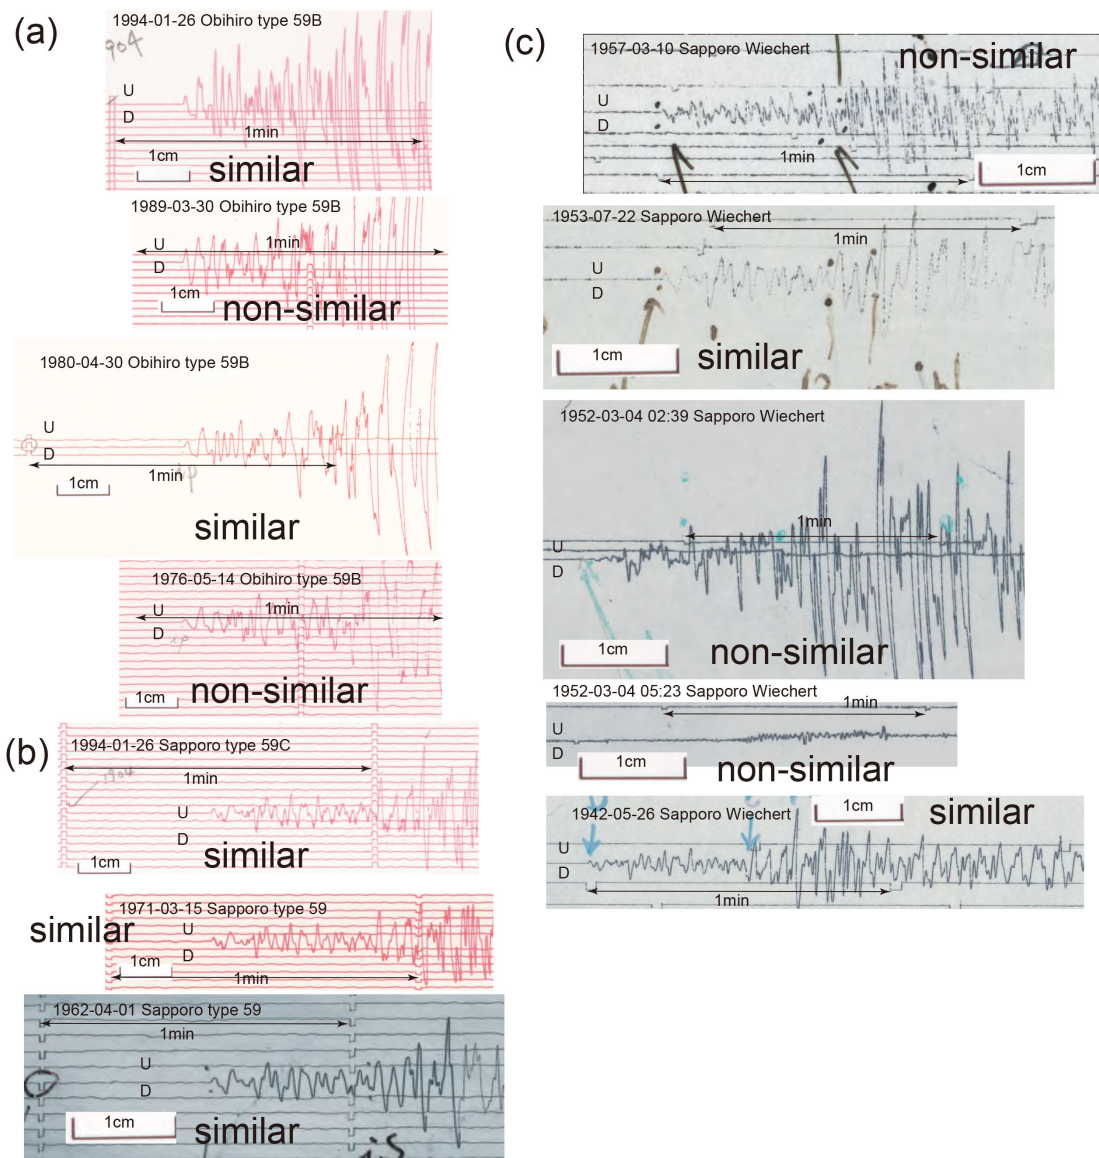 (a)
1994-01-26 Obihiro type 59B
904
U
D
1min
1cm
similar
1989-03-30 Obihiro type 59B
U
1min
D
1cm
non-similar
1980-04-30 Obihiro type 59B
U
D
1min
ip
1cm
similar
1976-05-14 Obihiro type 59B
U
1min
D
ip
1cm
non-similar
(b)
1994-01-26 Sapporo type 59C
1min
1904
U
D
1cm
similar
1971-03-15 Sapporo type 59
similar
U
D
1cm
1min
1962-04-01 Sapporo type 59
1min
U
D
1cm
similar
is
(c)
1957-03-10 Sapporo Wiechert
non-similar
U
D
1min
1cm
1953-07-22 Sapporo Wiechert
1min
U
D
1cm
similar
1952-03-04 02:39 Sapporo Wiechert
1min
U
D
1cm
non-similar
1952-03-04 05:23 Sapporo Wiechert
1min
U
D
1cm
non-similar
1cm
similar
1942-05-26 Sapporo Wiechert
U
D
1min